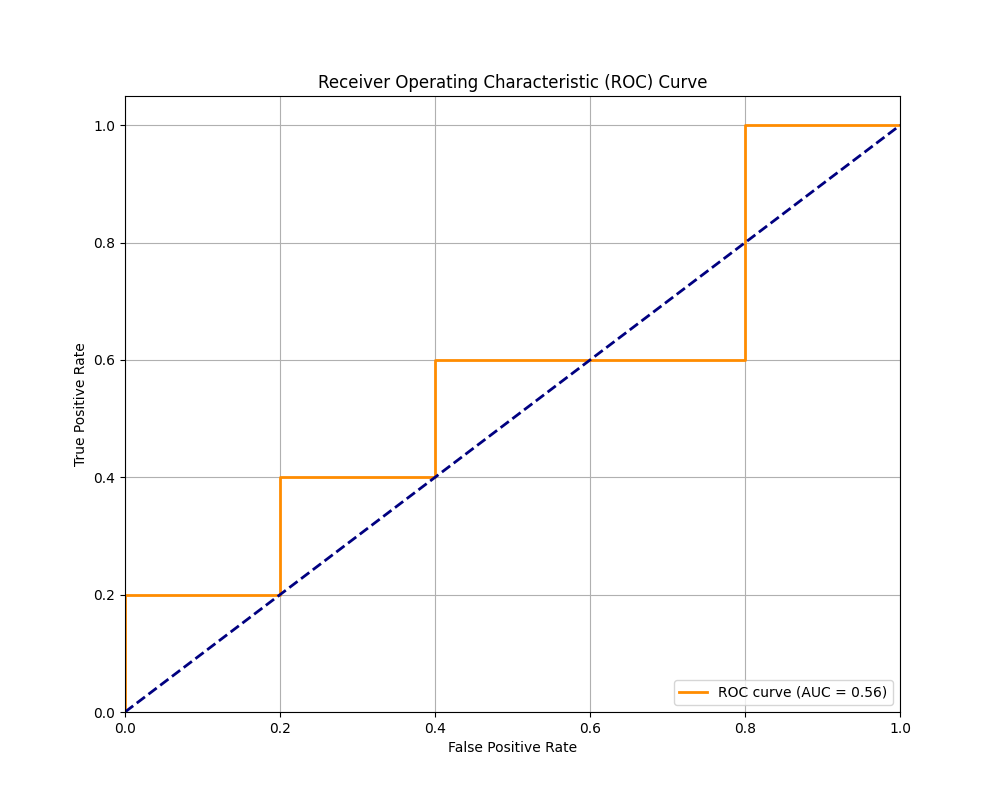 Receiver Operating Characteristic (ROC) Curve
1.0
0.8
0.6
0.4
0.2
0.0
True Positive Rate
ROC curve (AUC = 0.56)
0.0 0.2 0.4 0.6 0.8 1.0
False Positive Rate